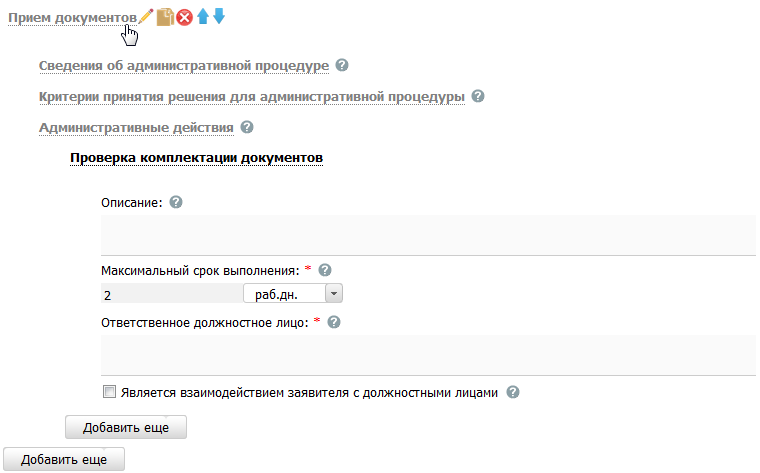 Прием документов
Сведения об административной процедуре ?
Критерии принятия решения для административной процедуры ?
Административные действия ?
Проверка комплектации документов
Описание: ?
Максимальный срок выполнения: * ?
2 раб.дн.
Ответственное должностное лицо: * ?
Является взаимодействием заявителя с должностными лицами ?
Добавить еще
Добавить еще